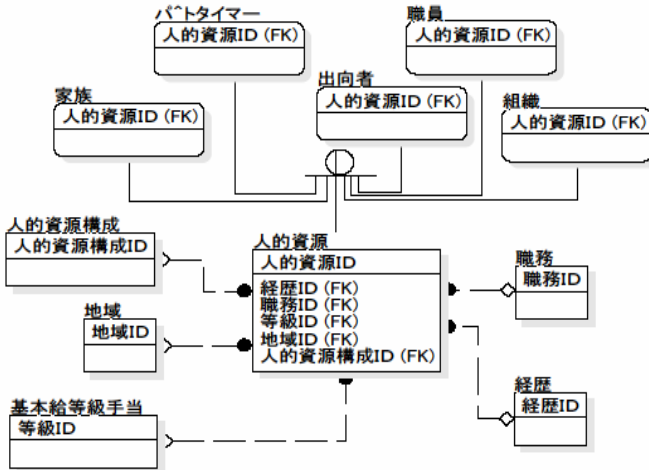 パートタイマー
人的資源ID (FK)
職員
人的資源ID (FK)
出向者
人的資源ID (FK)
家族
人的資源ID (FK)
組織
人的資源ID (FK)
人的資源構成
人的資源構成ID
人的資源
人的資源ID
経歴ID (FK)
職務ID (FK)
等級ID (FK)
地域ID (FK)
人的資源構成ID (FK)
職務
職務ID
地域
地域ID
経歴
経歴ID
基本給等級手当
等級ID